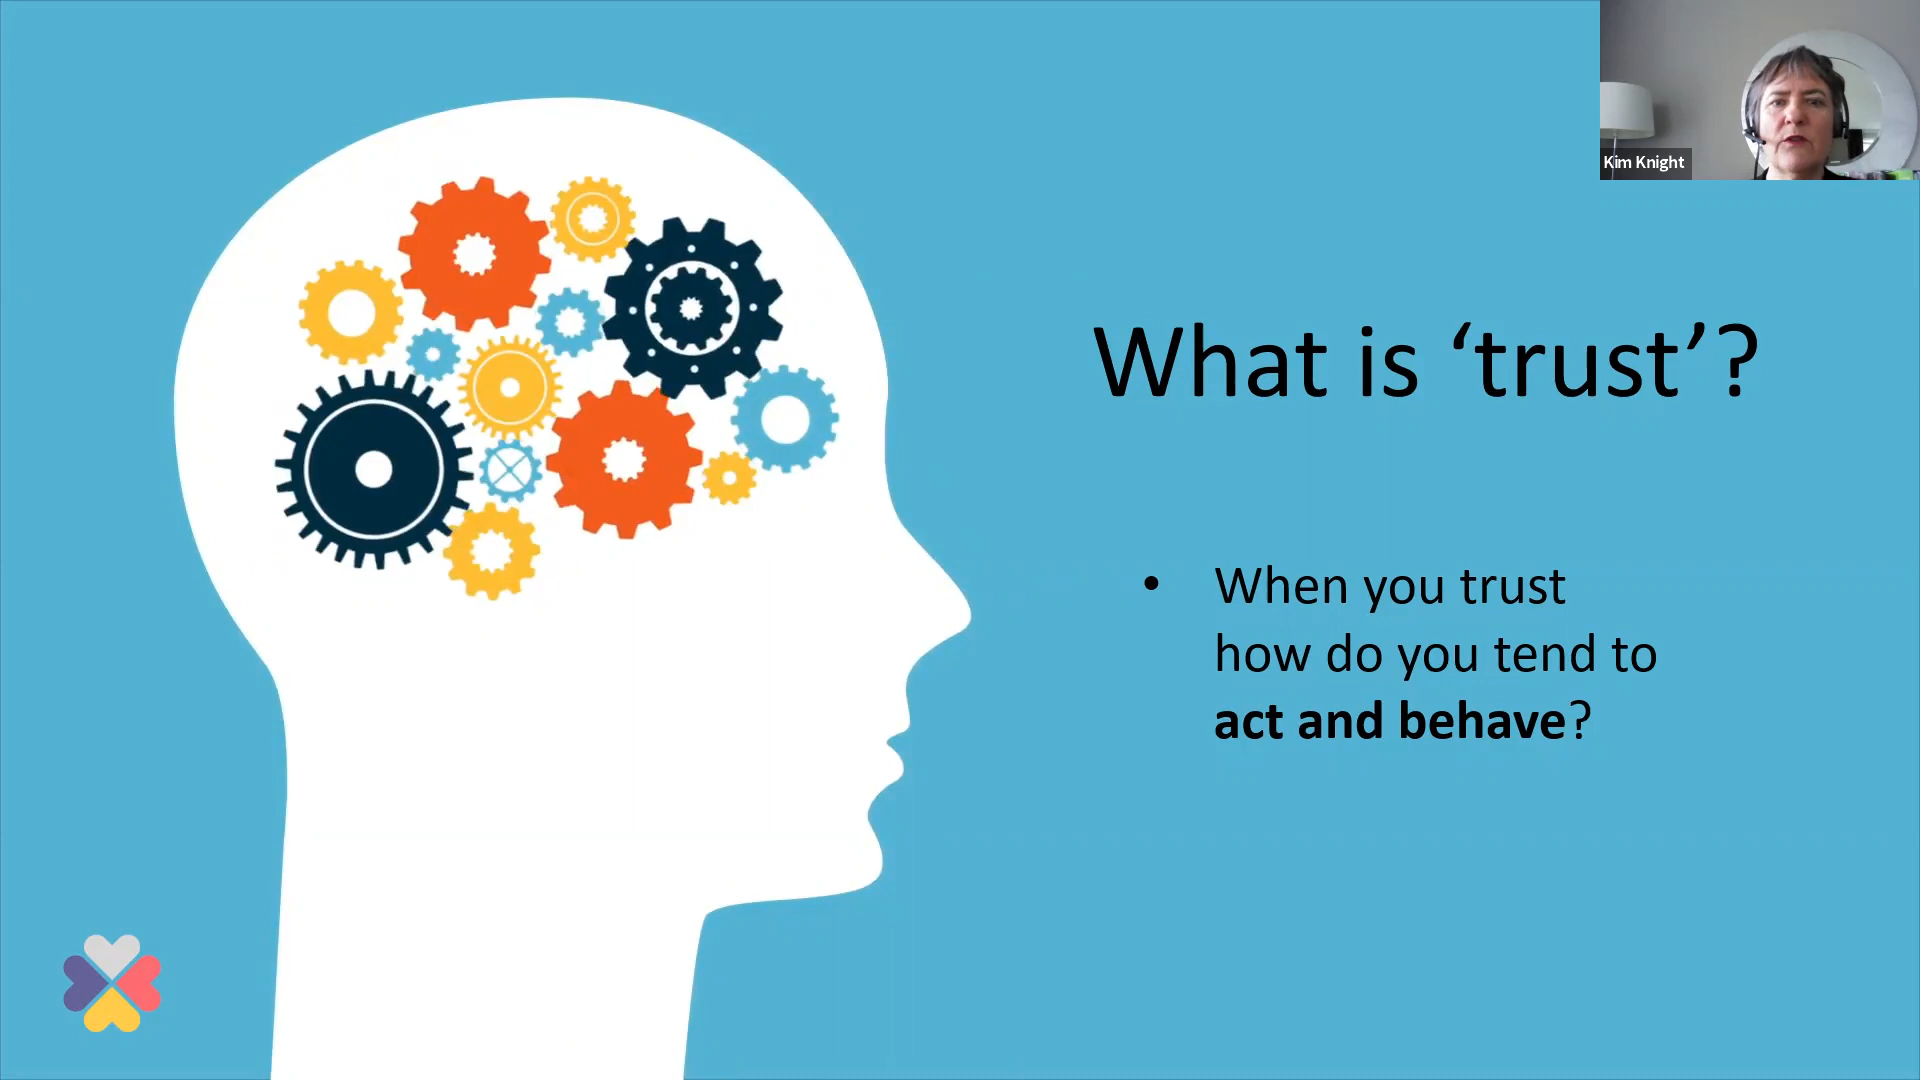 Kim Knight
What is ‘trust’?
• When you trust
how do you tend to
act and behave?